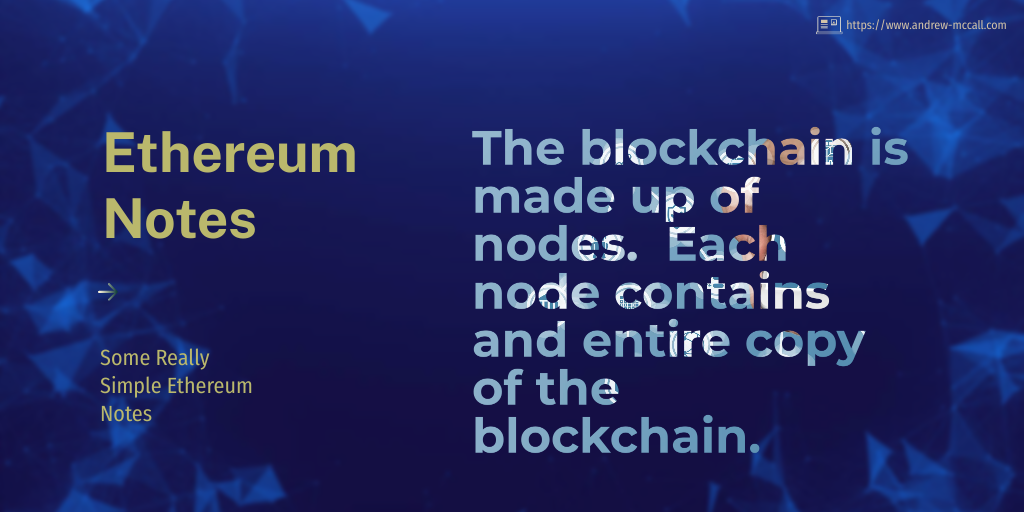 https://www.andrew-mccall.com
Ethereum
Notes
Some Really
Simple Ethereum
Notes
The blockchain is
made up of
nodes.  Each
node contains
and entire copy
of the
blockchain.